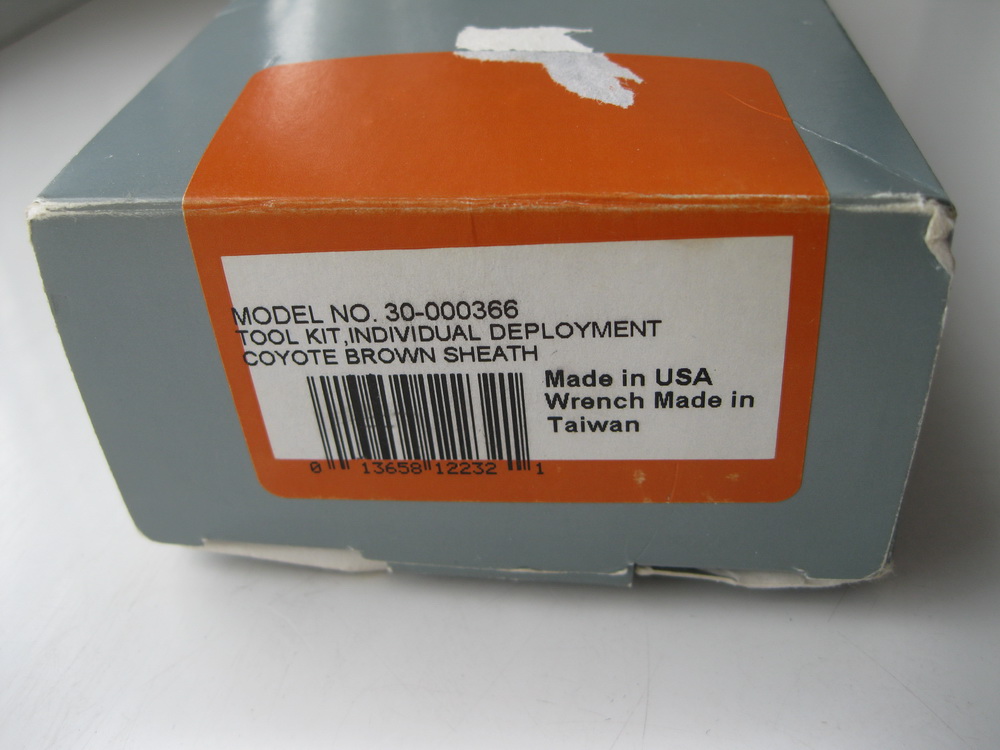 MODEL NO. 30-000366
TOOL KIT,INDIVIDUAL DEPLOYMENT
COYOTE BROWN SHEATH
Made in USA
Wrench Made in
Taiwan
0 13658 12232 1